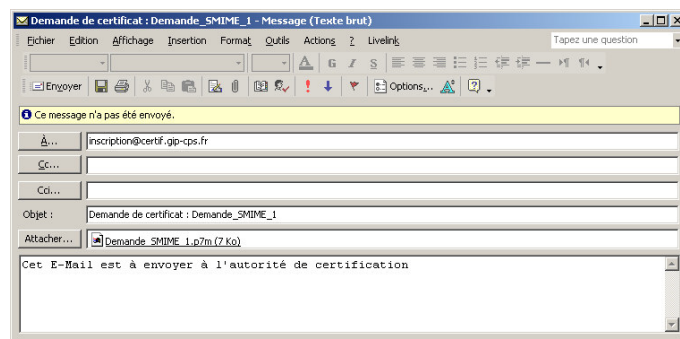 Demande de certificat : Demande_SMIME_1 - Message (Texte brut)
Fichier Edition Affichage Insertion Format Outils Actions ? Livelink Tapez une question
A G I S
Envoyer Options...
Ce message n'a pas été envoyé.
À... inscription@certif.gip-cps.fr
Cc...
Cci...
Objet : Demande de certificat : Demande_SMIME_1
Attacher... Demande_SMIME_1.p7m (7 Ko)
Cet E-Mail est à envoyer à l'autorité de certification